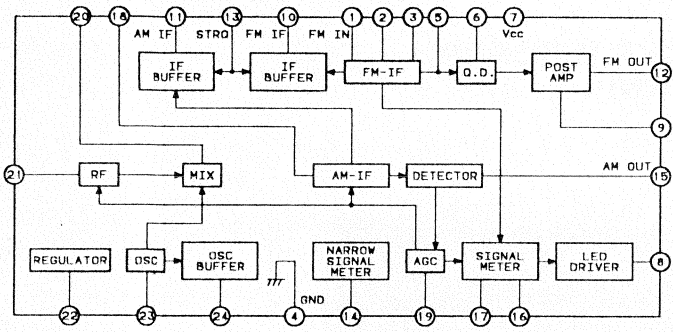 20 18 11 13 10 1 2 3 5 6 7
AM IF STRQ FM IF FM IN Vcc
IF BUFFER
IF BUFFER
FM-IF
Q.D.
POST AMP
FM OUT
12
9
21
RF
MIX
AM-IF
DETECTOR
AM OUT
15
REGULATOR
OSC
OSC BUFFER
NARROW SIGNAL METER
AGC
SIGNAL METER
LED DRIVER
8
GND
22 23 24 4 14 19 17 16